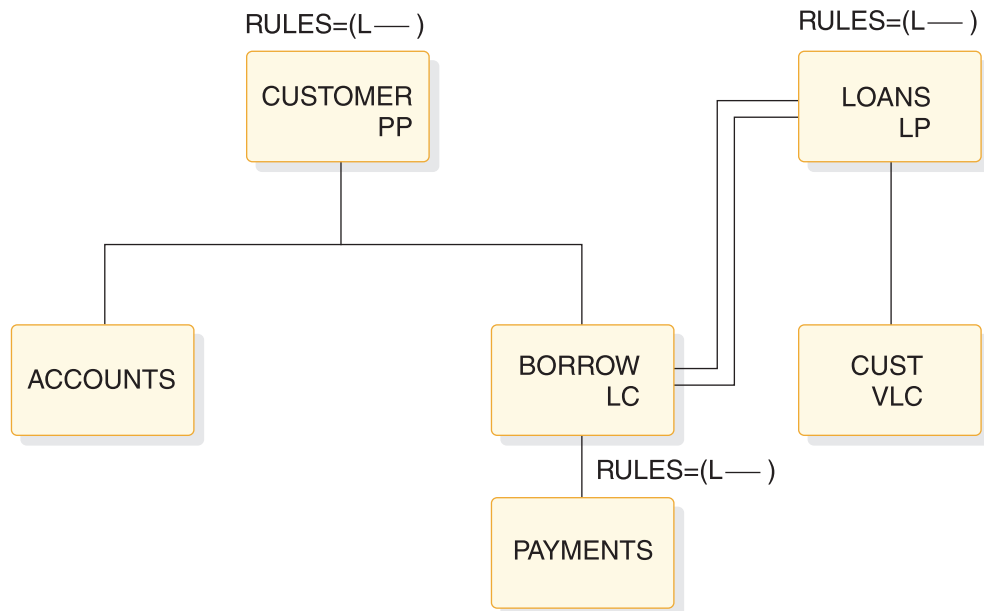 RULES=(L— )
RULES=(L— )
CUSTOMER
PP
LOANS
LP
ACCOUNTS
BORROW
LC
CUST
VLC
RULES=(L— )
PAYMENTS